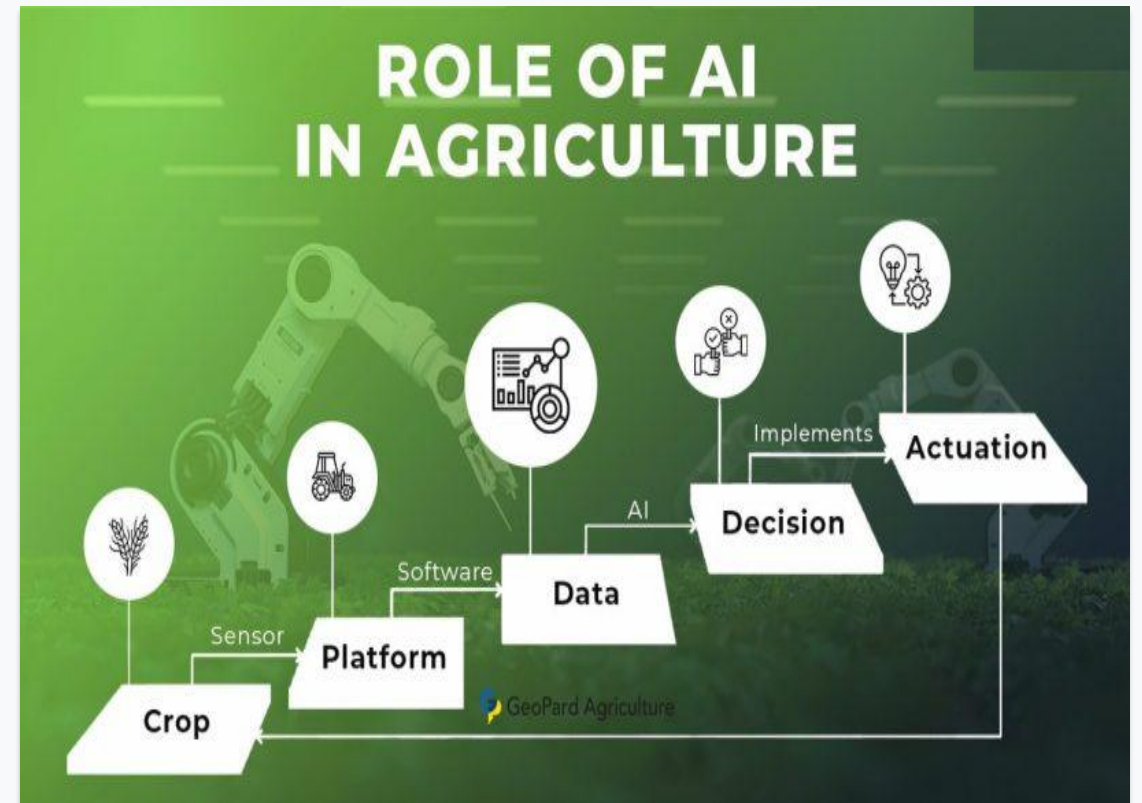 ROLE OF AI
IN AGRICULTURE
Implements
Actuation
AI
Decision
Software
Data
Sensor
Platform
GeoPard Agriculture
Crop